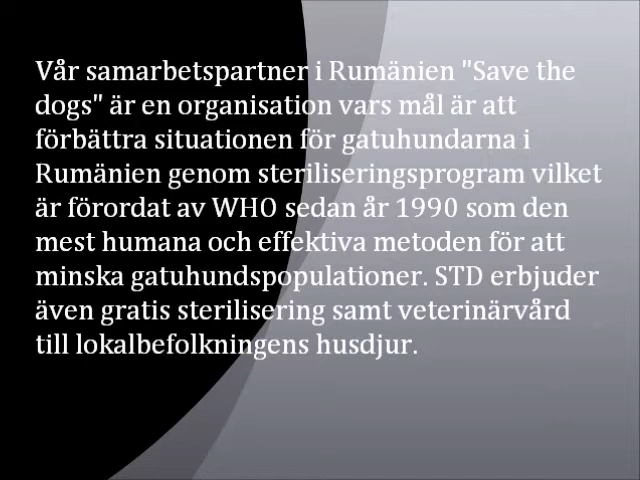 Vår samarbetspartner i Rumänien "Save the
dogs" är en organisation vars mål är att
förbättra situationen för gatuhundarna i
Rumänien genom steriliseringsprogram vilket
är förordat av WHO sedan år 1990 som den
mest humana och effektiva metoden för att
minska gatuhundspopulationer. STD erbjuder
även gratis sterilisering samt veterinärvård
till lokalbefolkningens husdjur.